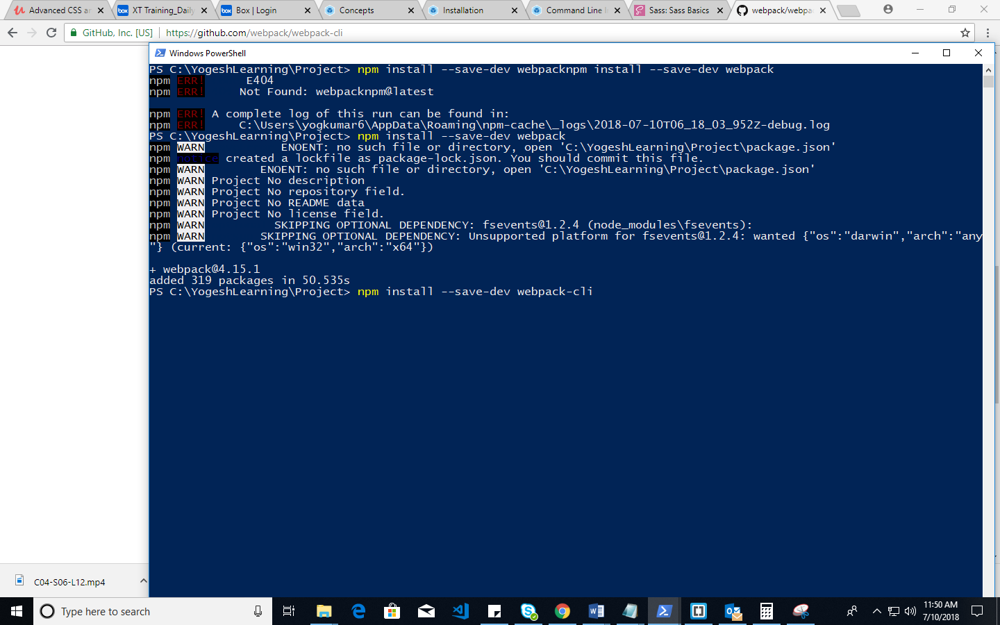 Advanced CSS an
XT Training_Daily
Box | Login
Concepts
Installation
Command Line In
Sass: Sass Basics
webpack/webpa
GitHub, Inc. [US]
https://github.com/webpack/webpack-cli
Windows PowerShell
PS C:\YogeshLearning\Project> npm install --save-dev webpacknpm install --save-dev webpack
npm ERR! E404
npm ERR! Not Found: webpacknpm@latest
npm ERR! A complete log of this run can be found in:
npm ERR! C:\Users\yogkumar6\AppData\Roaming\npm-cache\_logs\2018-07-10T06_18_03_952Z-debug.log
PS C:\YogeshLearning\Project> npm install --save-dev webpack
npm WARN ENOENT: no such file or directory, open 'C:\YogeshLearning\Project\package.json'
npm notice created a lockfile as package-lock.json. You should commit this file.
npm WARN ENOENT: no such file or directory, open 'C:\YogeshLearning\Project\package.json'
npm WARN Project No description
npm WARN Project No repository field.
npm WARN Project No README data
npm WARN Project No license field.
npm WARN SKIPPING OPTIONAL DEPENDENCY: fsevents@1.2.4 (node_modules\fsevents):
npm WARN SKIPPING OPTIONAL DEPENDENCY: Unsupported platform for fsevents@1.2.4: wanted {"os":"darwin","arch":"any
"} (current: {"os":"win32","arch":"x64"})
+ webpack@4.15.1
added 319 packages in 50.535s
PS C:\YogeshLearning\Project> npm install --save-dev webpack-cli
C04-S06-L12.mp4
Type here to search
11:50 AM
7/10/2018